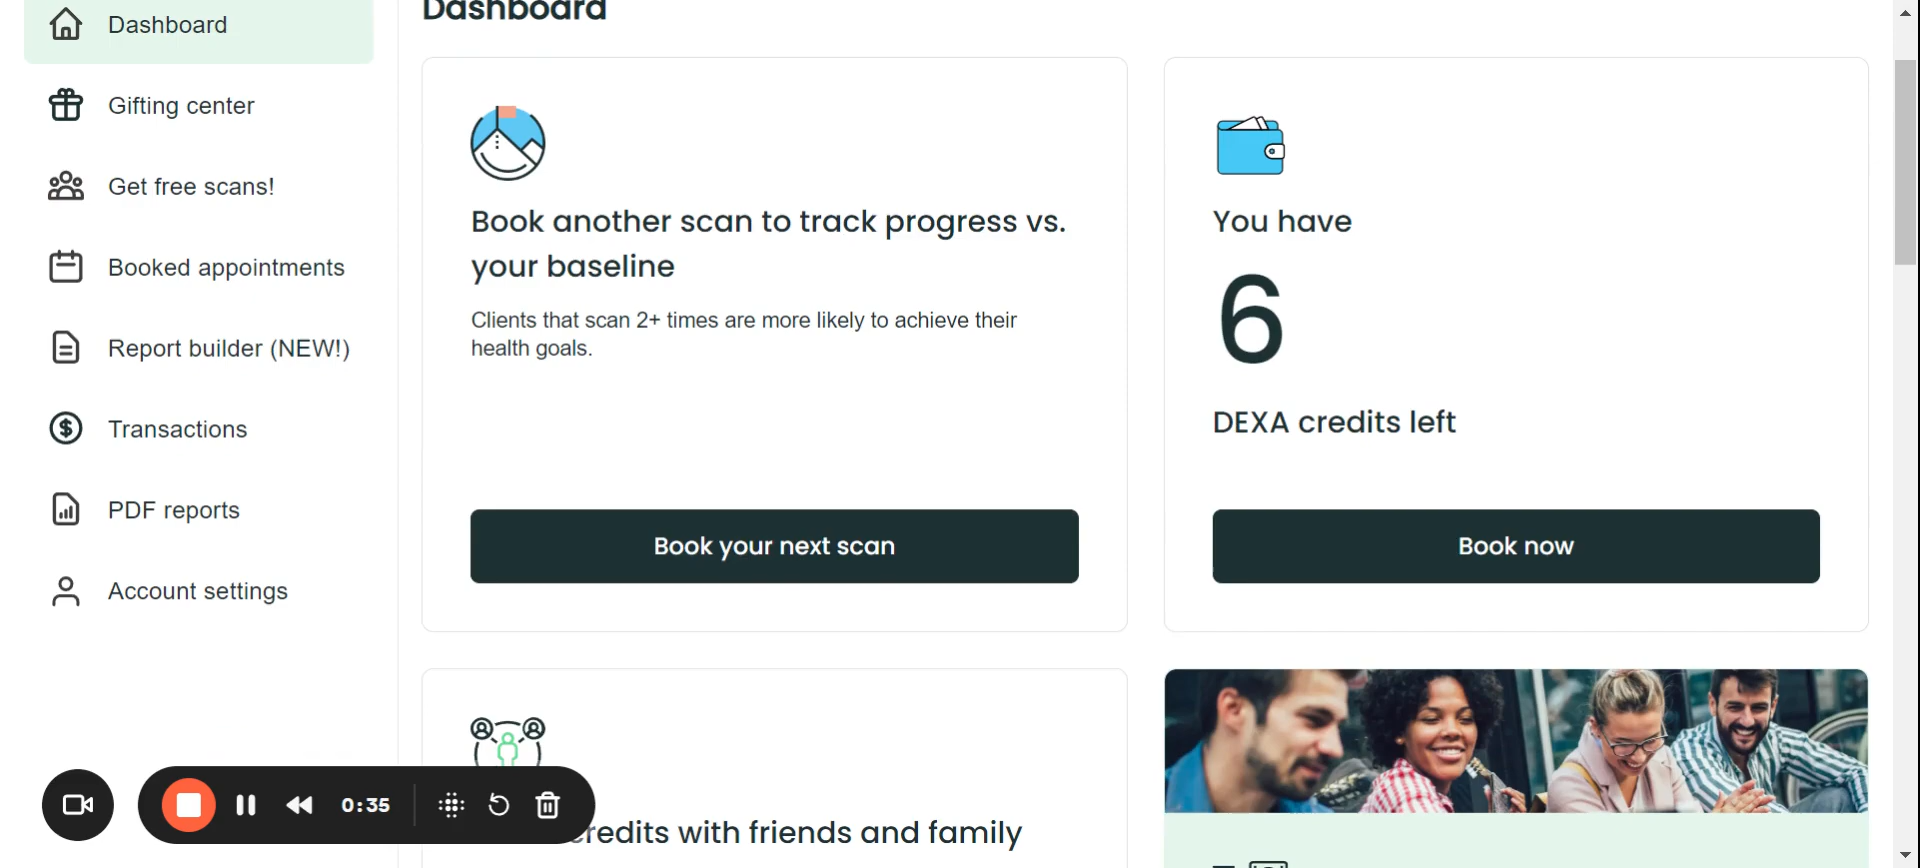 Dashboard
Gifting center
Get free scans!
Booked appointments
Report builder (NEW!)
Transactions
PDF reports
Account settings
Dashboard
Book another scan to track progress vs.
your baseline
Clients that scan 2+ times are more likely to achieve their
health goals.
Book your next scan
You have
6
DEXA credits left
Book now
0:35
with friends and family